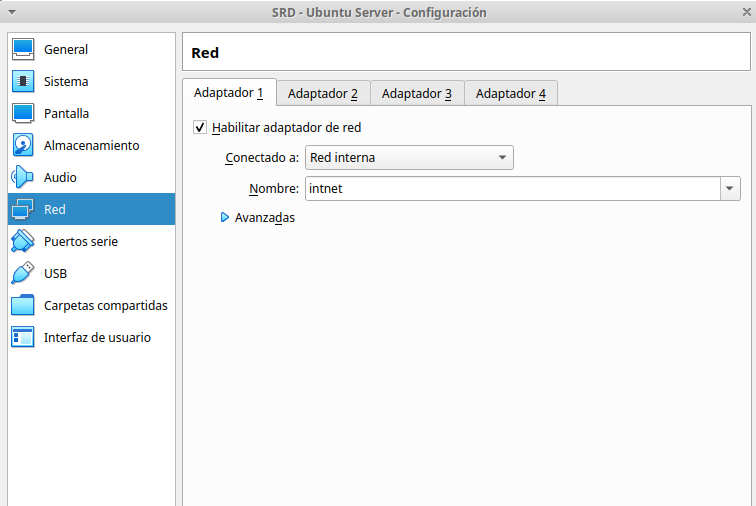 SRD - Ubuntu Server - Configuración
General
Sistema
Pantalla
Almacenamiento
Audio
Red
Puertos serie
USB
Carpetas compartidas
Interfaz de usuario
Red
Adaptador 1 Adaptador 2 Adaptador 3 Adaptador 4
Habilitar adaptador de red
Conectado a: Red interna
Nombre: intnet
Avanzadas